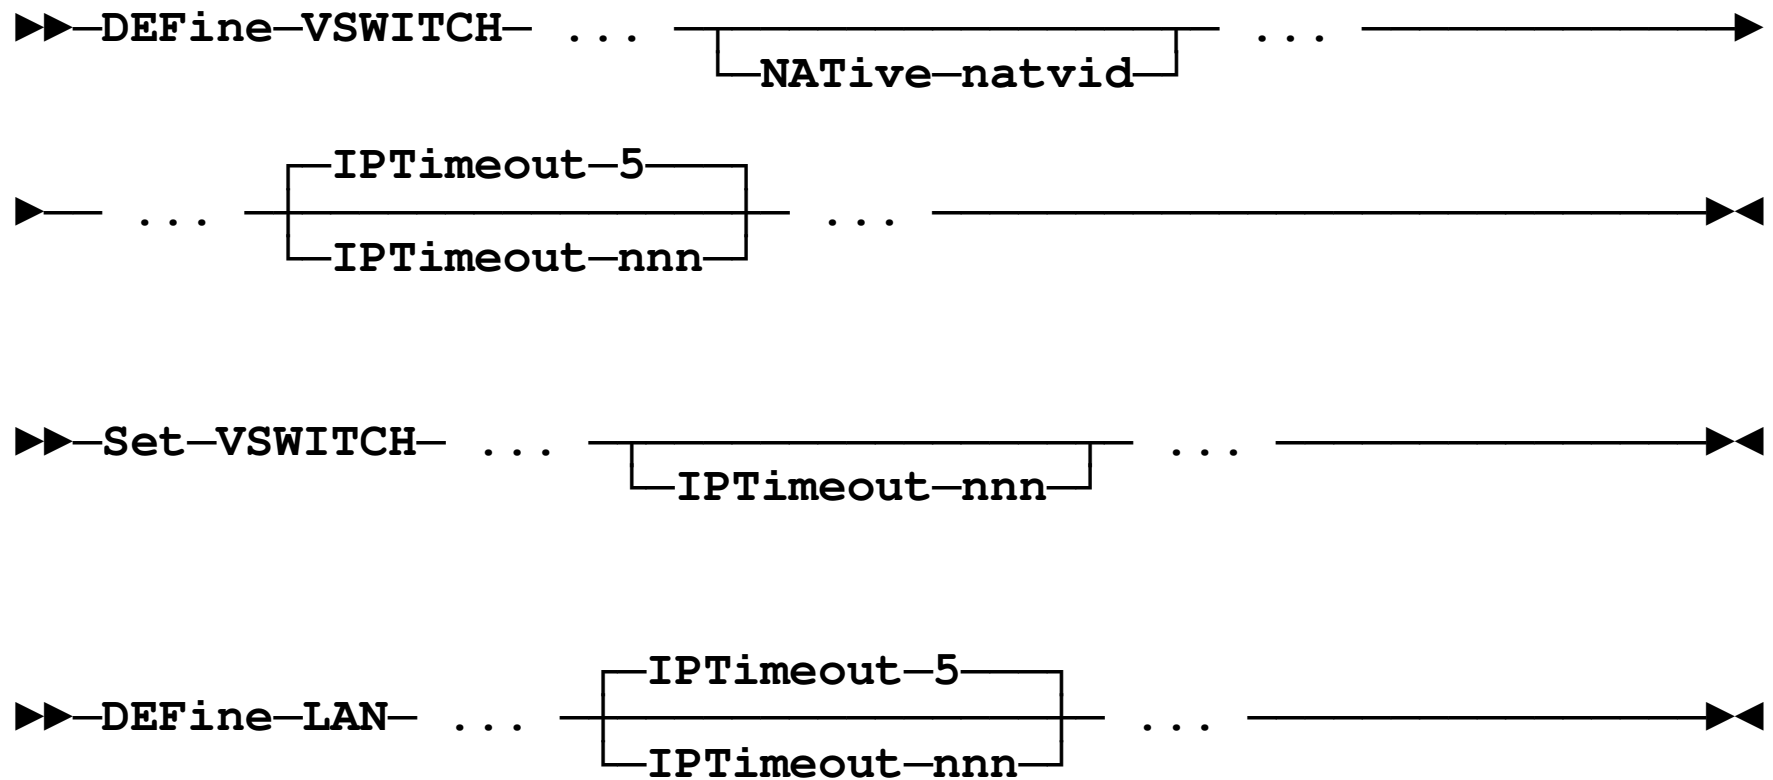 ►►─DEFine─VSWITCH─ ... ─┬────────────────┬─ ... ─────────────►
└─NATive─natvid─┘
┌─IPTimeout─5────┐
►── ... ─┼────────────────┼─ ... ───────────────────────────►◄
└─IPTimeout─nnn─┘
►►─Set─VSWITCH─ ... ─┬────────────────┬─ ... ───────────────►◄
└─IPTimeout─nnn─┘
┌─IPTimeout─5────┐
►►─DEFine─LAN─ ... ─┼────────────────┼─ ... ────────────────►◄
└─IPTimeout─nnn─┘